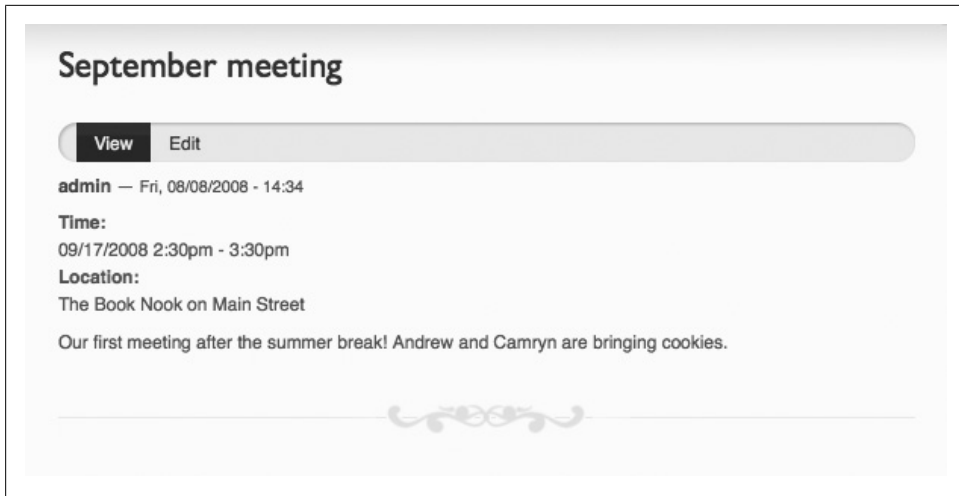 September meeting
View Edit
admin — Fri, 08/08/2008 - 14:34
Time:
09/17/2008 2:30pm - 3:30pm
Location:
The Book Nook on Main Street
Our first meeting after the summer break! Andrew and Camryn are bringing cookies.